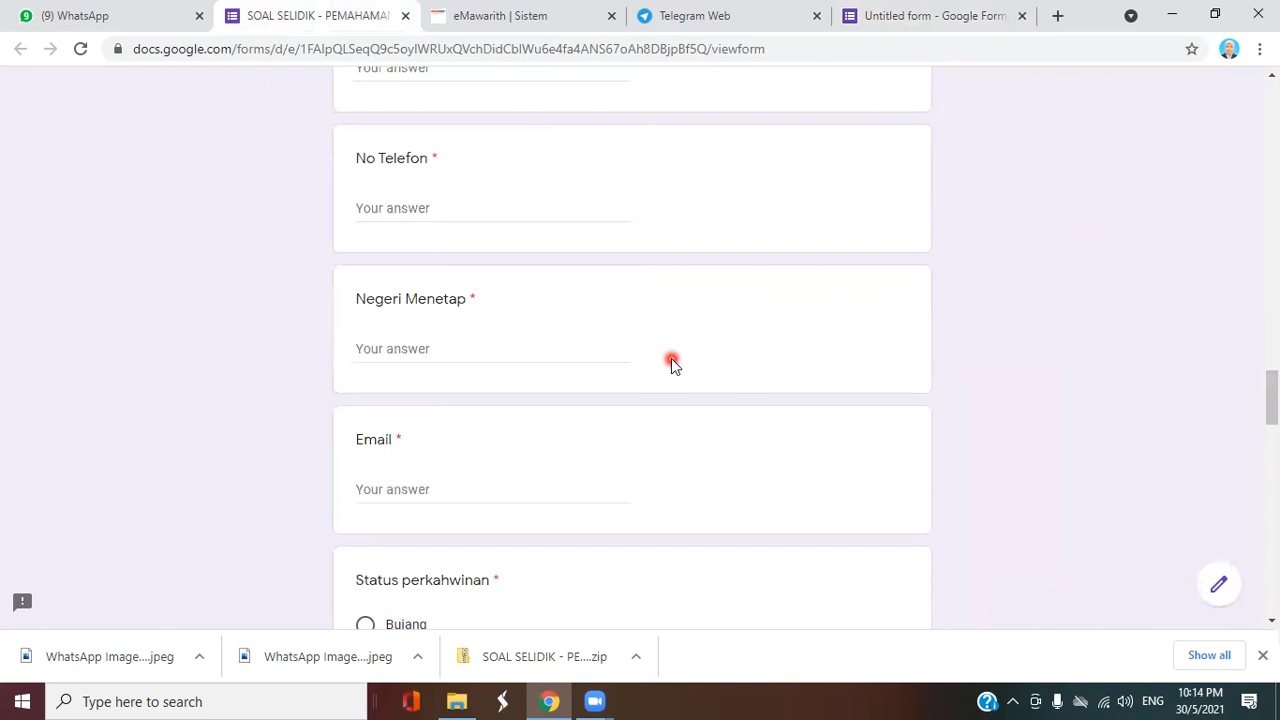 (9) WhatsApp
SOAL SELIDIK - PEMAHAMA
eMawarith | Sistem
Telegram Web
Untitled form - Google Form
docs.google.com/forms/d/e/1FAIpQLSeqQ9c5oyIWRUxQVchDidCbIWu6e4fa4ANS67oAh8DBjpBf5Q/viewform
Your answer
No Telefon *
Your answer
Negeri Menetap *
Your answer
Email *
Your answer
Status perkahwinan *
Bujang
WhatsApp Image....jpeg
WhatsApp Image....jpeg
SOAL SELIDIK - PE....zip
Show all
Type here to search
ENG
10:14 PM
30/5/2021